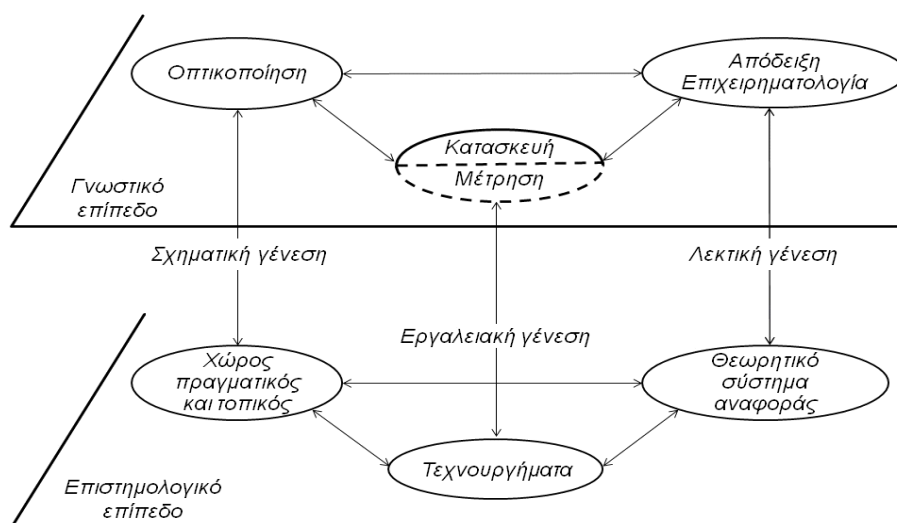 Οπτικοποίηση
Απόδειξη
Επιχειρηματολογία
Κατασκευή
Μέτρηση
Γνωστικό
επίπεδο
Σχηματική γένεση
Λεκτική γένεση
Εργαλειακή γένεση
Χώρος
πραγματικός
και τοπικός
Θεωρητικό
σύστημα
αναφοράς
Τεχνουργήματα
Επιστημολογικό
επίπεδο